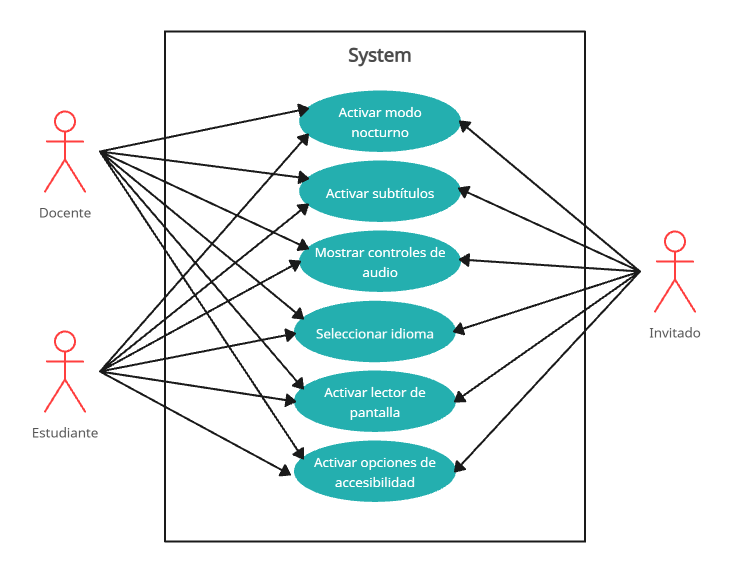 System
Activar modo
nocturno
Docente
Activar subtítulos
Mostrar controles de
audio
Invitado
Seleccionar idioma
Activar lector de
pantalla
Estudiante
Activar opciones de
accesibilidad